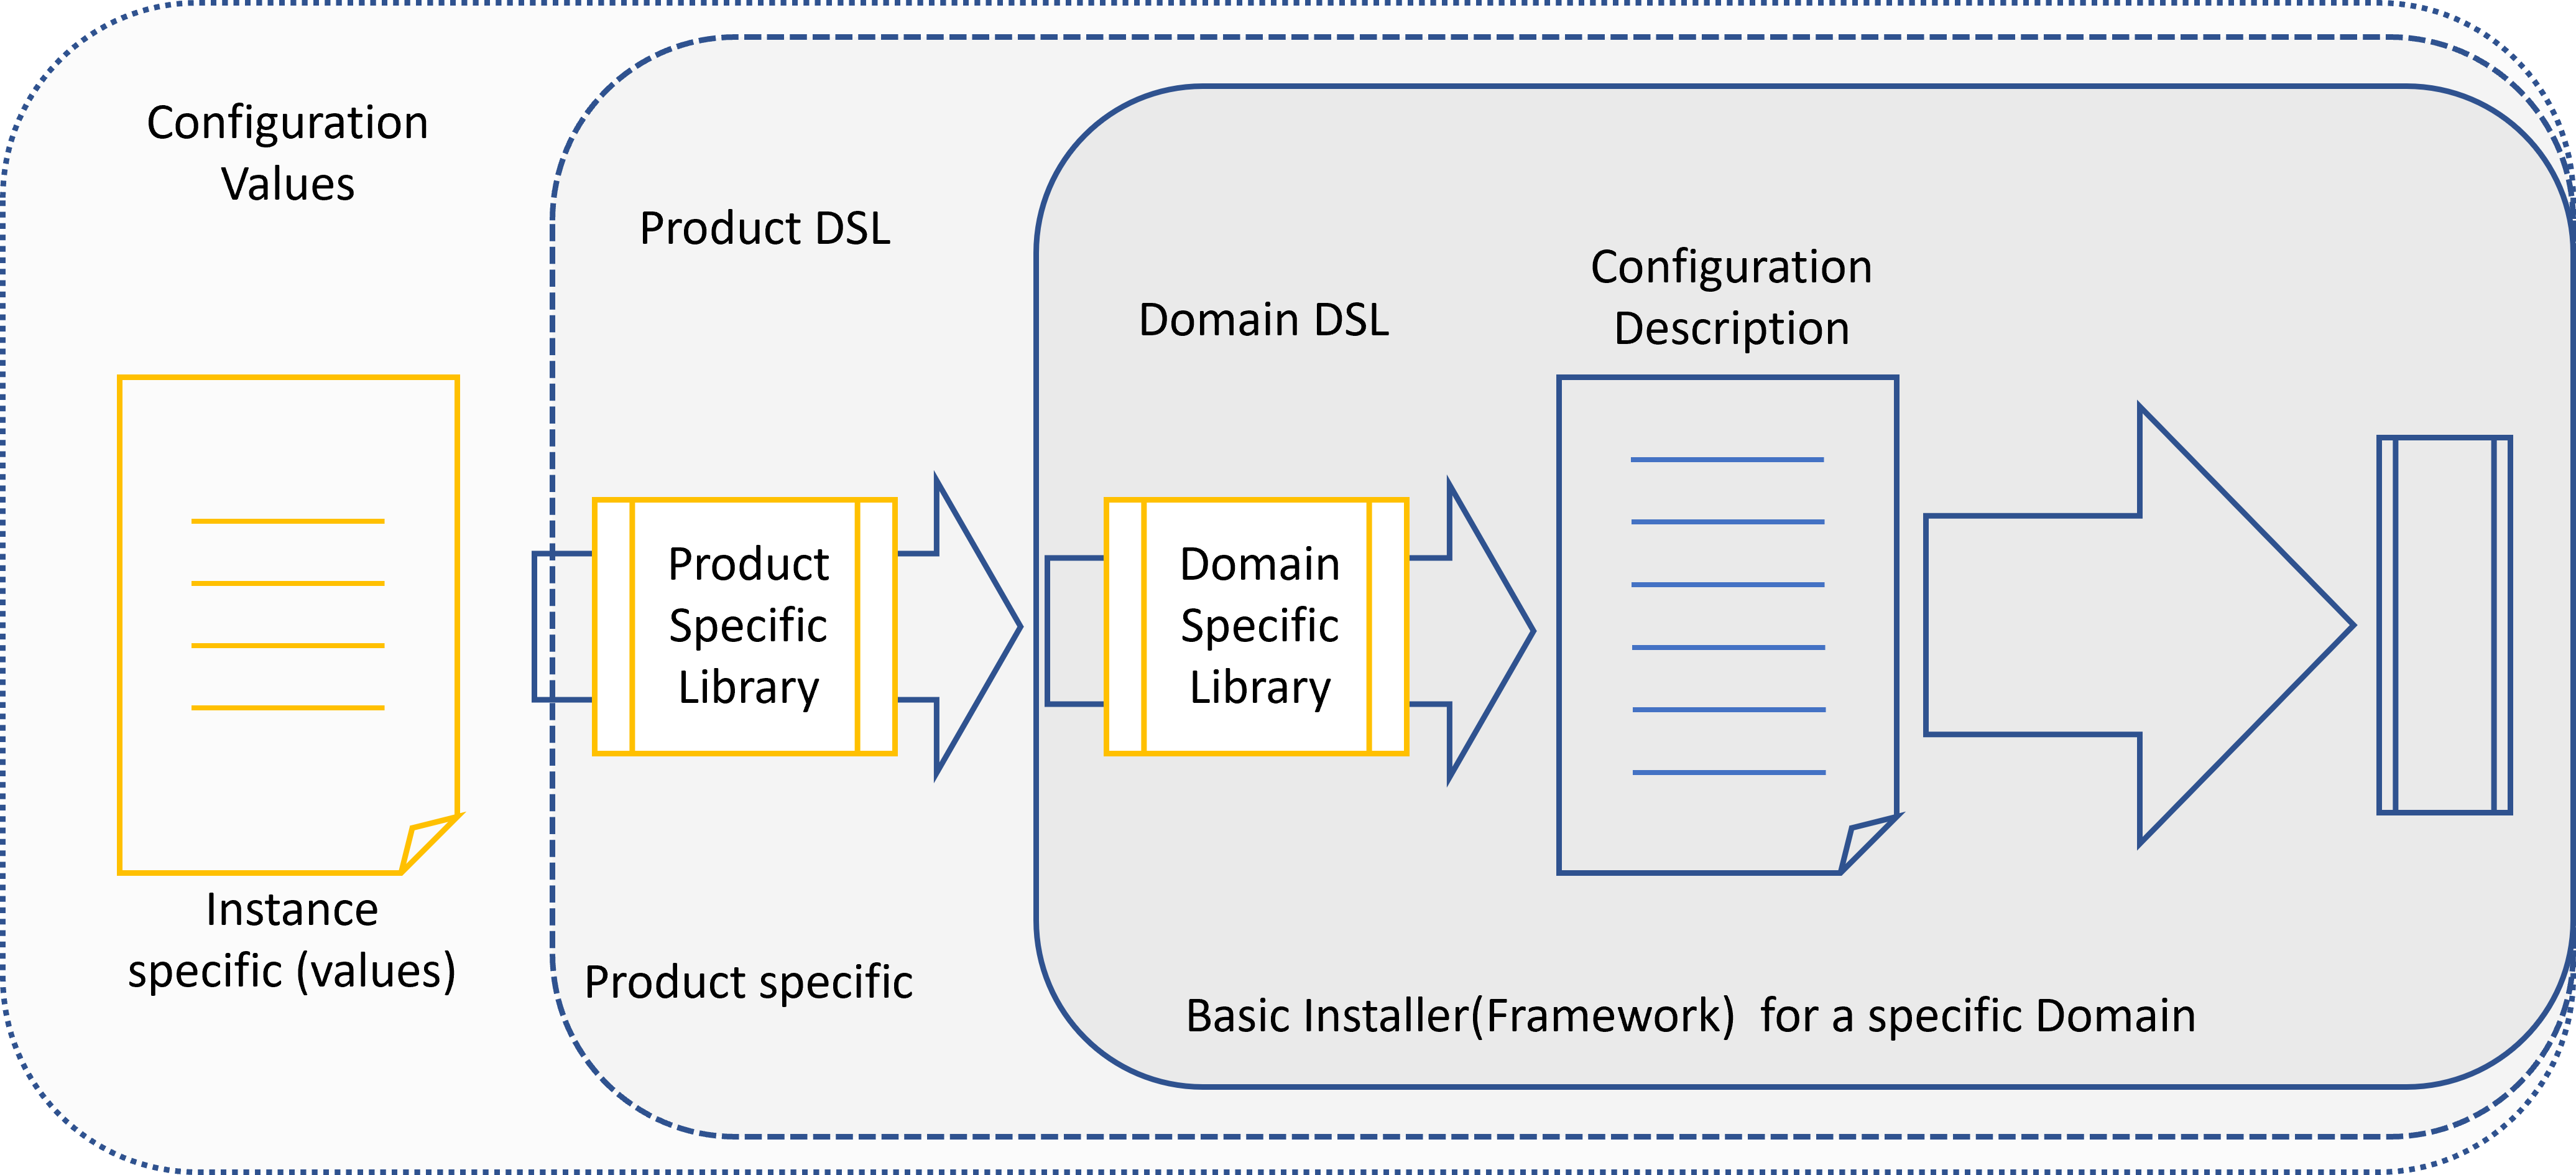 Configuration
Values
Instance
specific (values)
Product DSL
Product
Specific
Library
Product specific
Domain DSL
Domain
Specific
Library
Configuration
Description
Basic Installer(Framework)  for a specific Domain